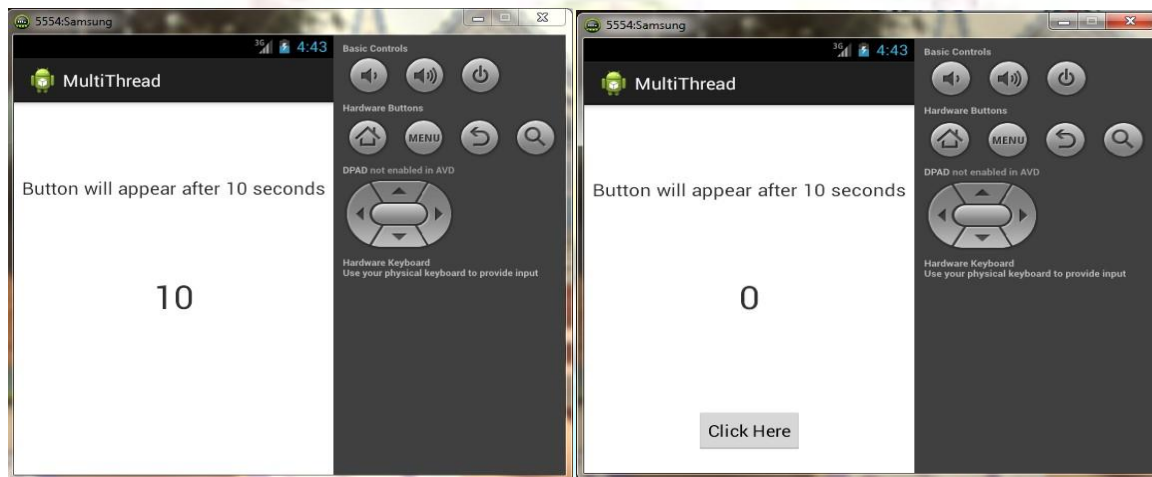 5554:Samsung
3G 4:43
MultiThread
Button will appear after 10 seconds
10
Basic Controls
Hardware Buttons
MENU
DPAD not enabled in AVD
Hardware Keyboard
Use your physical keyboard to provide input
5554:Samsung
3G 4:43
MultiThread
Button will appear after 10 seconds
0
Click Here
Basic Controls
Hardware Buttons
MENU
DPAD not enabled in AVD
Hardware Keyboard
Use your physical keyboard to provide input